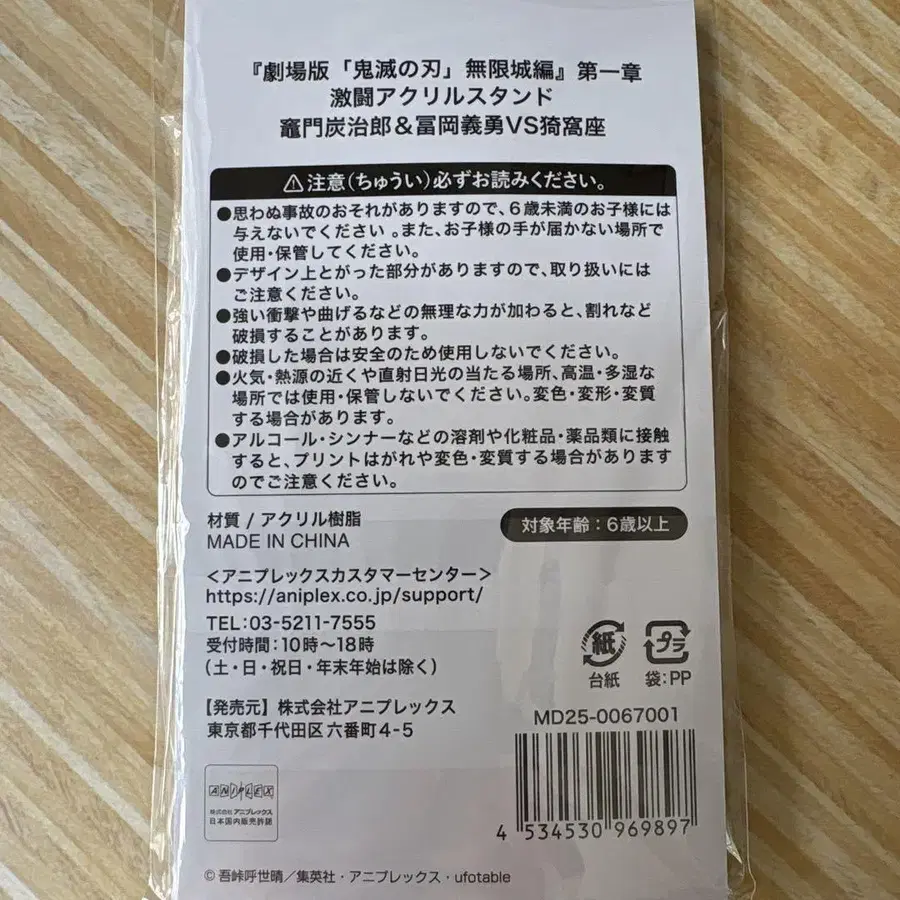 『劇場版「鬼滅の刃」無限城編』第一章
激闘アクリルスタンド
竈門炭治郎&冨岡義勇VS猗窩座
注意(ちゅうい)必ずお読みください。
●思わぬ事故のおそれがありますので、6歳未満のお子様には
与えないでください 。また、お子様の手が届かない場所で
使用・保管してください。
●デザイン上とがった部分がありますので、取り扱いには
ご注意ください。
●強い衝撃や曲げるなどの無理な力が加わると、割れなど
破損することがあります。
●破損した場合は安全のため使用しないでください。
●火気・熱源の近くや直射日光の当たる場所、高温・多湿な
場所では使用・保管しないでください。変色・変形・変質
する場合があります。
●アルコール・シンナーなどの溶剤や化粧品・薬品類に接触
すると、プリントはがれや変色・変質する場合があります
のでご注意ください。
材質 / アクリル樹脂
MADE IN CHINA
対象年齢:6歳以上
<アニプレックスカスタマーセンター>
https://aniplex.co.jp/support/
TEL:03-5211-7555
受付時間:10時〜18時
(土・日・祝日・年末年始は除く)
紙
台紙
プラ
袋:PP
【発売元】株式会社アニプレックス
東京都千代田区六番町4-5
MD25-0067001
4 534530 969897
ANIPLEX
株式会社アニプレックス
日本国内販売許諾
© 吾峠呼世晴/集英社・アニプレックス・ufotable